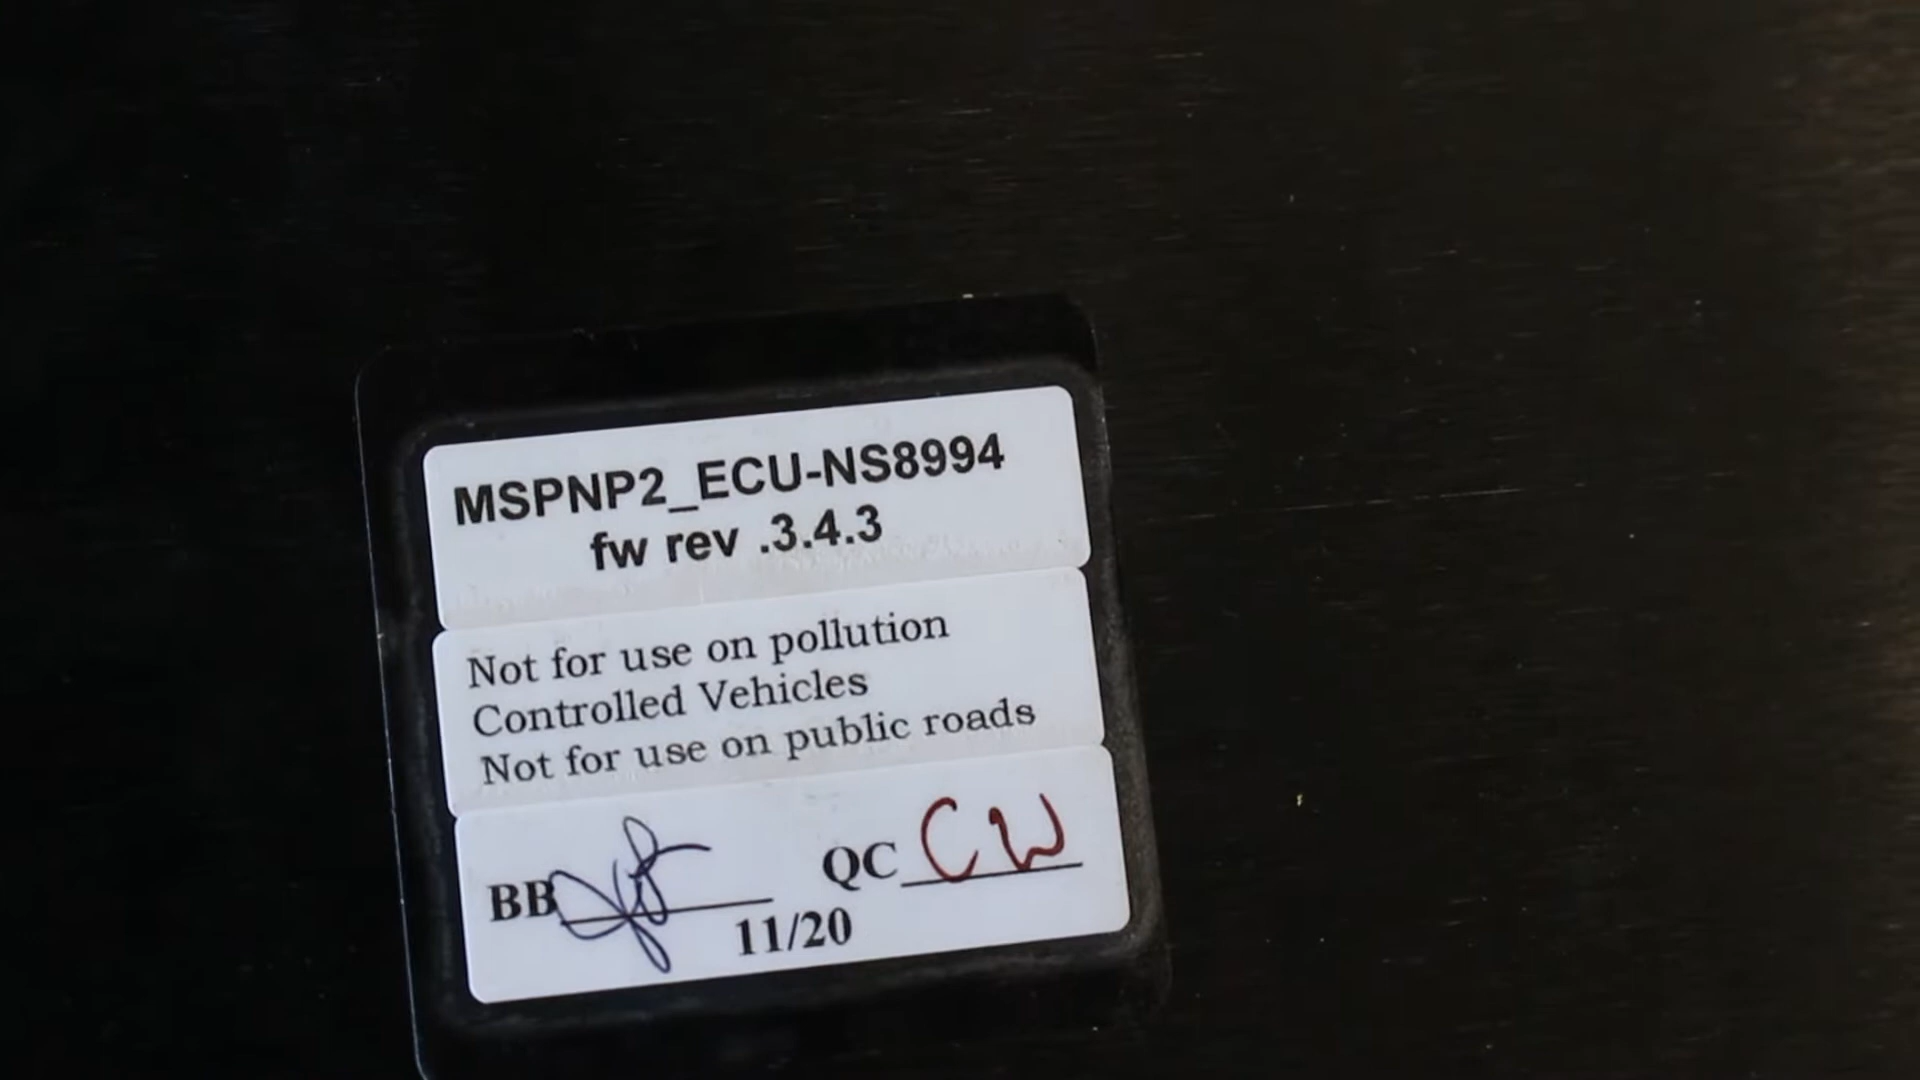 MSPNP2_ECU-NS8994
fw rev .3.4.3
Not for use on pollution
Controlled Vehicles
Not for use on public roads
BB QC CW
11/20